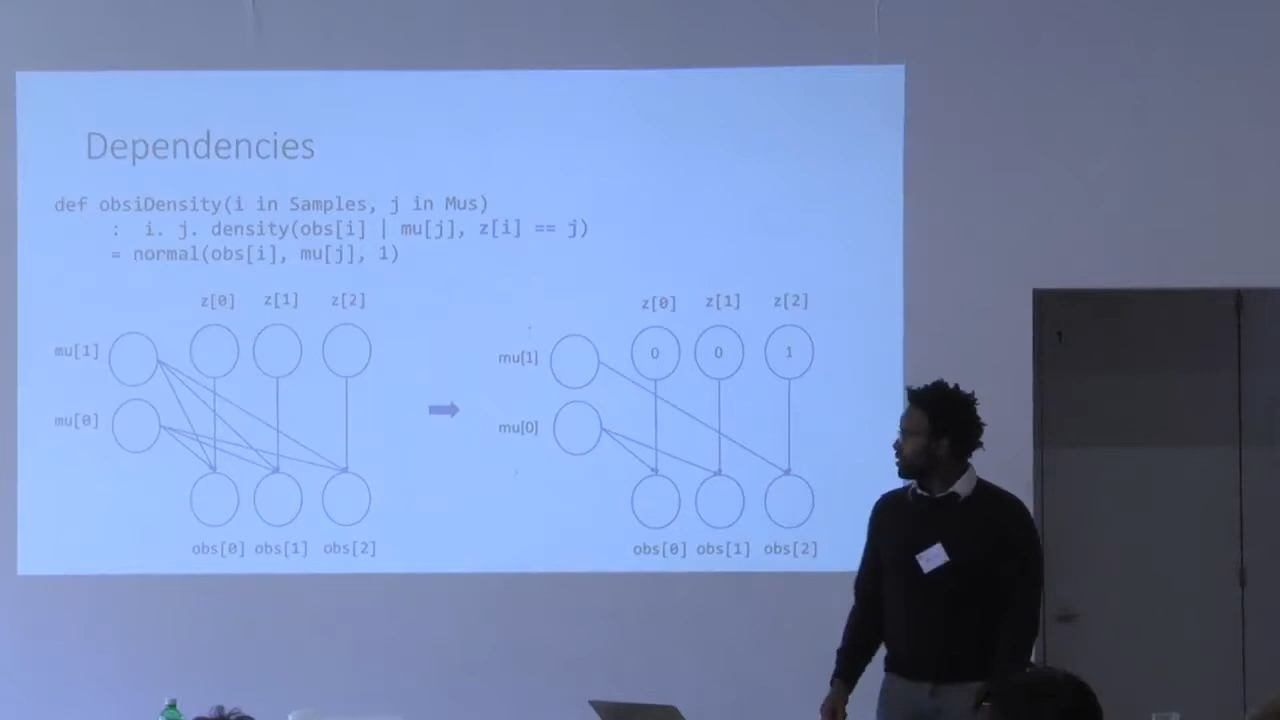 Dependencies
def obsiDensity(i in Samples, j in Mus)
: i. j. density(obs[i] | mu[j], z[i] == j)
= normal(obs[i], mu[j], 1)
z[0] z[1] z[2]
mu[1]
mu[0]
obs[0] obs[1] obs[2]
z[0] z[1] z[2]
mu[1] 0 0 1
mu[0]
obs[0] obs[1] obs[2]
1